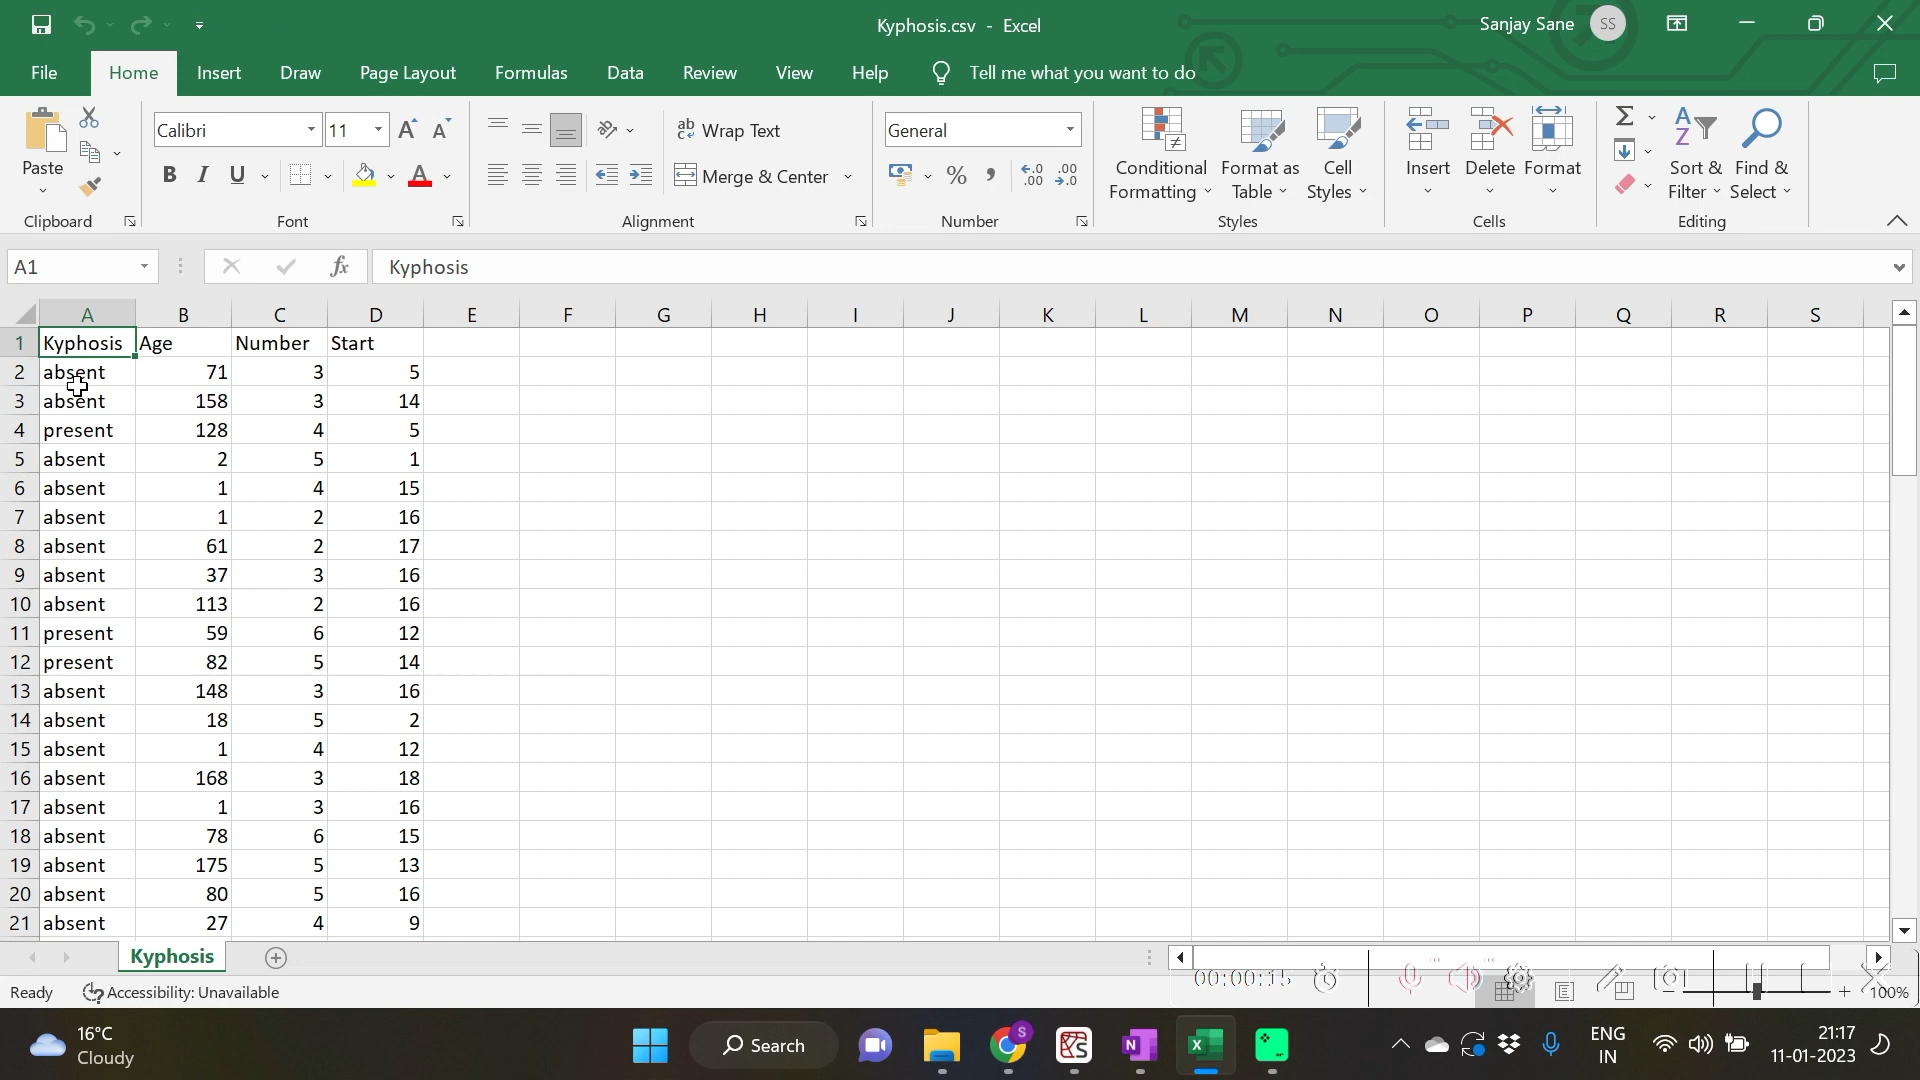 Kyphosis.csv - Excel
Sanjay Sane SS
File Home Insert Draw Page Layout Formulas Data Review View Help Tell me what you want to do
Calibri 11 Wrap Text General
Paste B I U Merge & Center % Conditional Formatting Format as Table Cell Styles Insert Delete Format Sort & Filter Find & Select
Clipboard Font Alignment Number Styles Cells Editing
A1 fx Kyphosis
A B C D E F G H I J K L M N O P Q R S
1 Kyphosis Age Number Start
2 absent 71 3 5
3 absent 158 3 14
4 present 128 4 5
5 absent 2 5 1
6 absent 1 4 15
7 absent 1 2 16
8 absent 61 2 17
9 absent 37 3 16
10 absent 113 2 16
11 present 59 6 12
12 present 82 5 14
13 absent 148 3 16
14 absent 18 5 2
15 absent 1 4 12
16 absent 168 3 18
17 absent 1 3 16
18 absent 78 6 15
19 absent 175 5 13
20 absent 80 5 16
21 absent 27 4 9
Kyphosis
00:00:15
Ready Accessibility: Unavailable 100%
16°C
Cloudy
Search
ENG
IN
21:17
11-01-2023